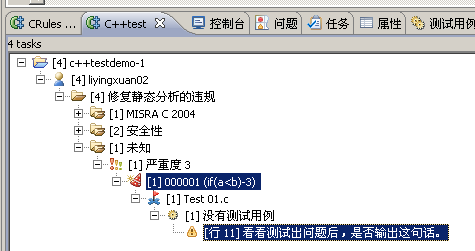 CRules ... C++test 控制台 问题 任务 属性 测试用例
4 tasks
[4] c++testdemo-1
[4] liyingxuan02
[4] 修复静态分析的违规
[1] MISRA C 2004
[2] 安全性
[1] 未知
[1] 严重度 3
[1] 000001 (if(a<b)-3)
[1] Test 01.c
[1] 没有测试用例
[行 11] 看看测试出问题后，是否输出这句话。